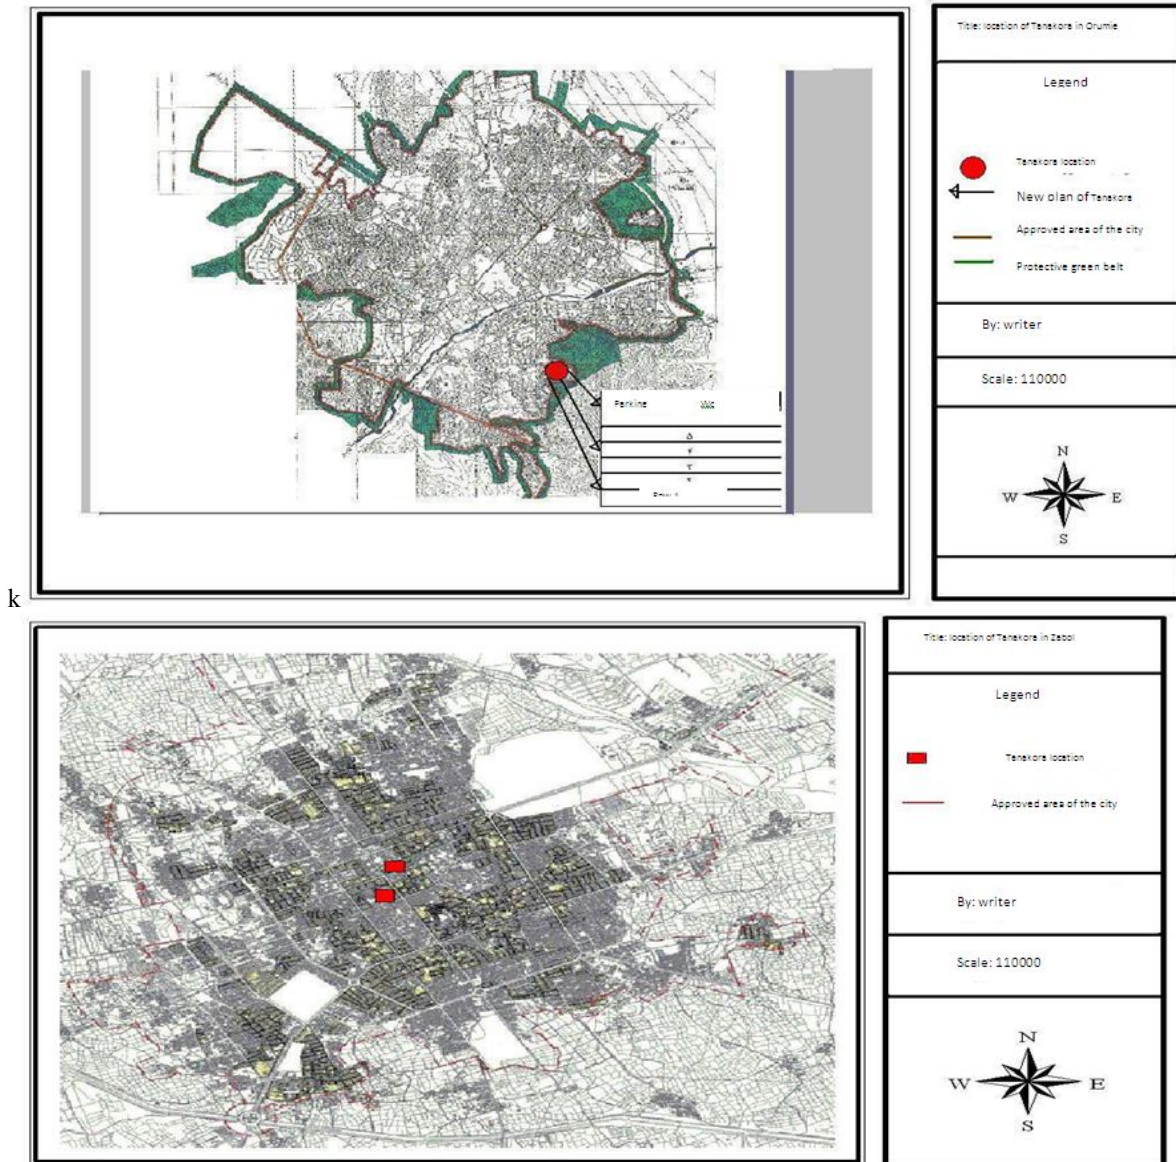 Title: location of Tanakora in Orumie
Legend
Tanakora location
New plan of Tanakora
Approved area of the city
Protective green belt
By: writer
Scale: 110000
N
W E
S
Parking Wc
k
Title: location of Tanakora in Zabol
Legend
Tanakora location
Approved area of the city
By: writer
Scale: 110000
N
W E
S